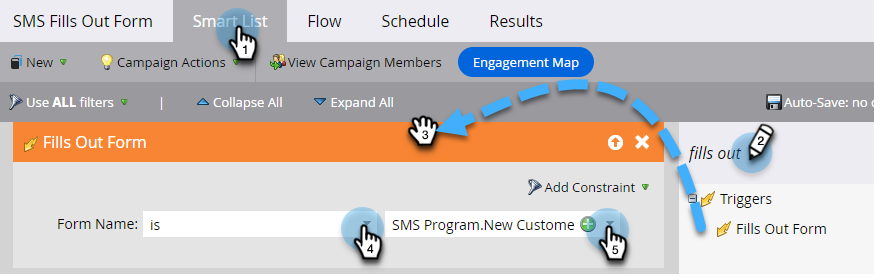 SMS Fills Out Form Smart List Flow Schedule Results
1
New Campaign Actions View Campaign Members Engagement Map
Use ALL filters | Collapse All Expand All Auto-Save: no c
3
Fills Out Form
fills out 2
Add Constraint
Triggers
Form Name: is SMS Program.New Custome
Fills Out Form
4 5